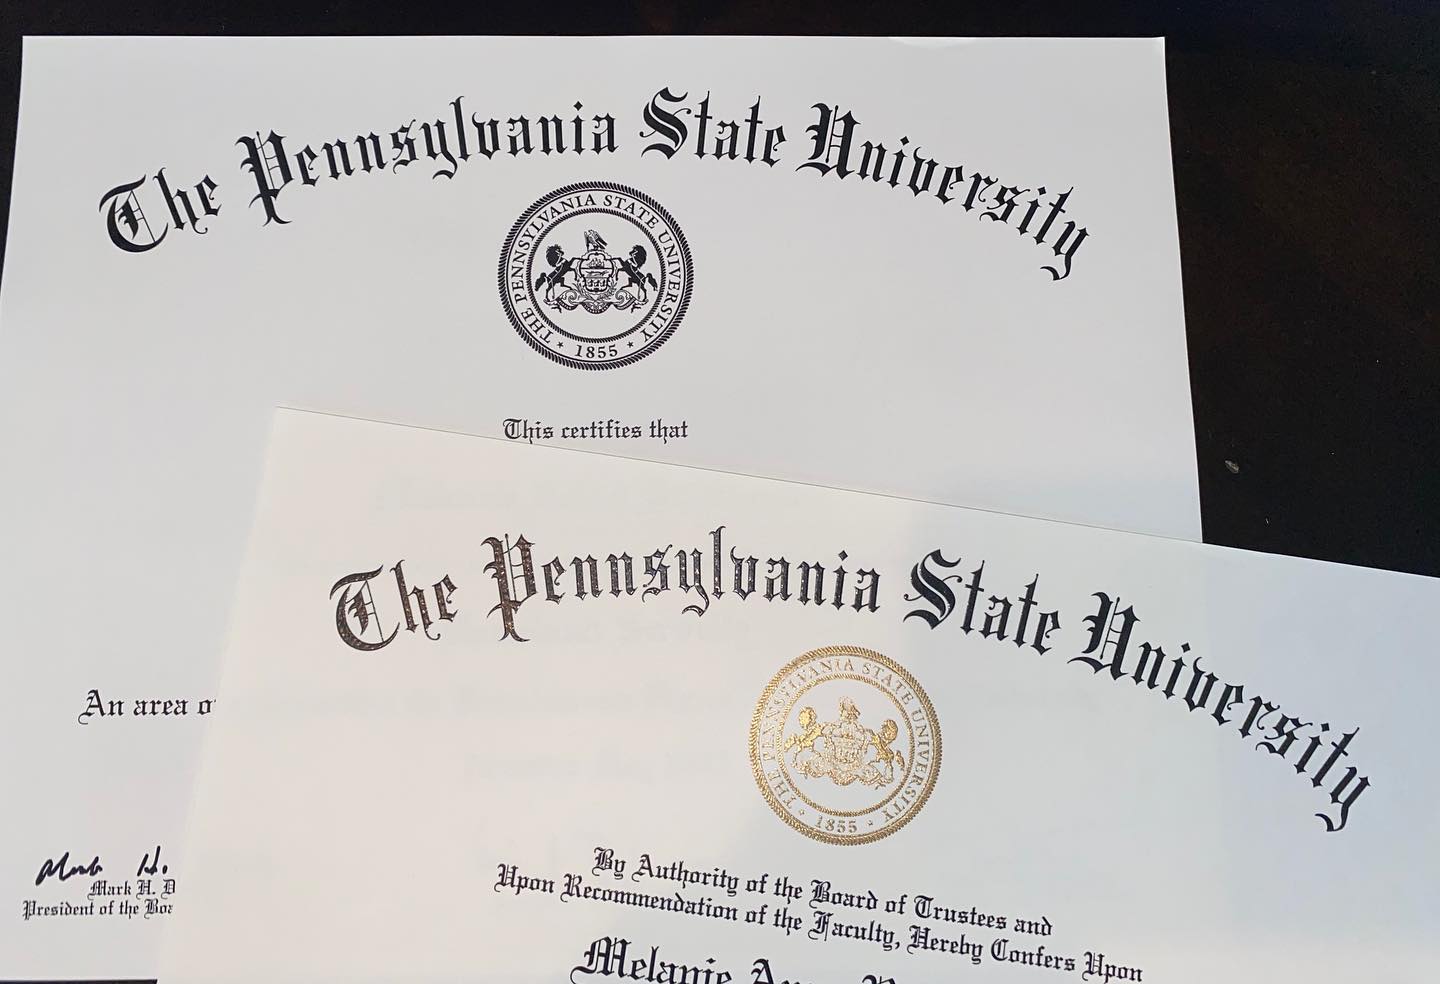 The Pennsylvania State University
THE PENNSYLVANIA STATE UNIVERSITY
1855
This certifies that
An area o
Mark H. D
President of the Boa
The Pennsylvania State University
THE PENNSYLVANIA STATE UNIVERSITY
1855
By Authority of the Board of Trustees and
Upon Recommendation of the Faculty, Hereby Confers Upon
Melanie